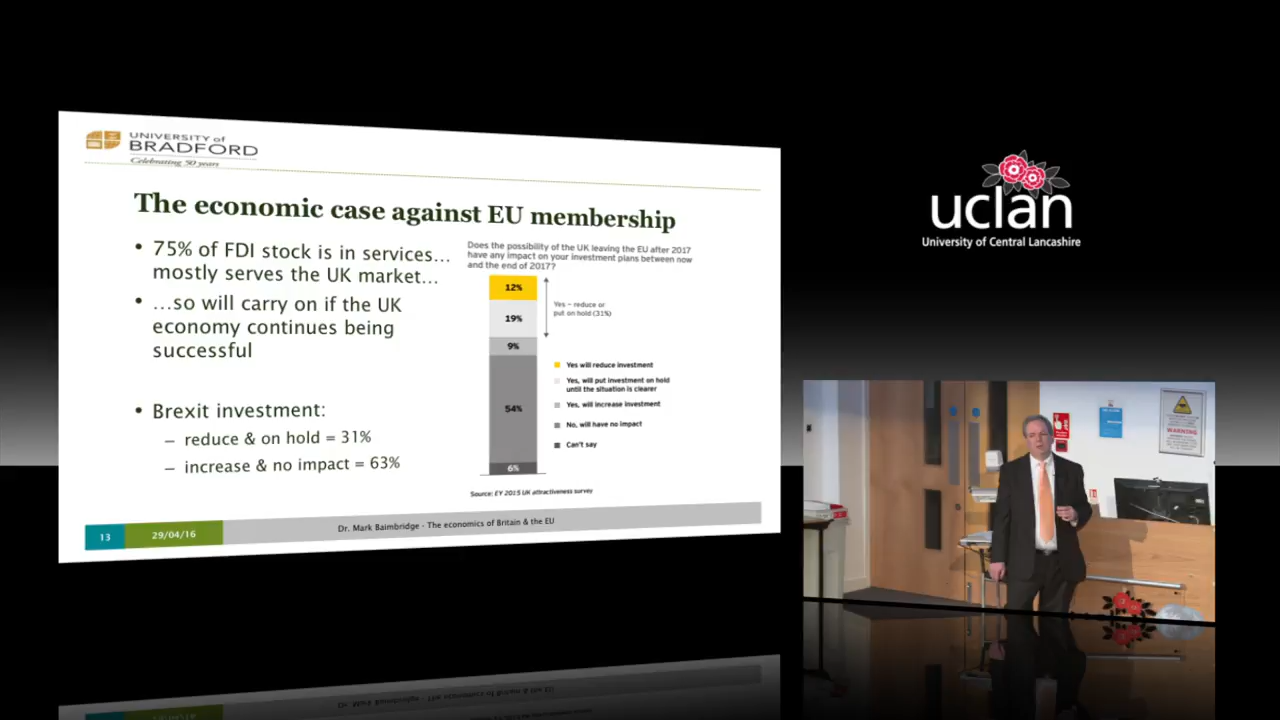 UNIVERSITY of
BRADFORD
Celebrating 50 years
The economic case against EU membership
• 75% of FDI stock is in services…
mostly serves the UK market…
• …so will carry on if the UK
economy continues being
successful
• Brexit investment:
– reduce & on hold = 31%
– increase & no impact = 63%
Does the possibility of the UK leaving the EU after 2017
have any impact on your investment plans between now
and the end of 2017?
12%
19%
9%
54%
6%
Yes – reduce or
put on hold (31%)
Yes will reduce investment
Yes, will put investment on hold
until the situation is clearer
Yes, will increase investment
No, will have no impact
Can't say
Source: EY 2015 UK attractiveness survey
13
29/04/16
Dr. Mark Baimbridge - The economics of Britain & the EU
uclan
University of Central Lancashire
WARNING